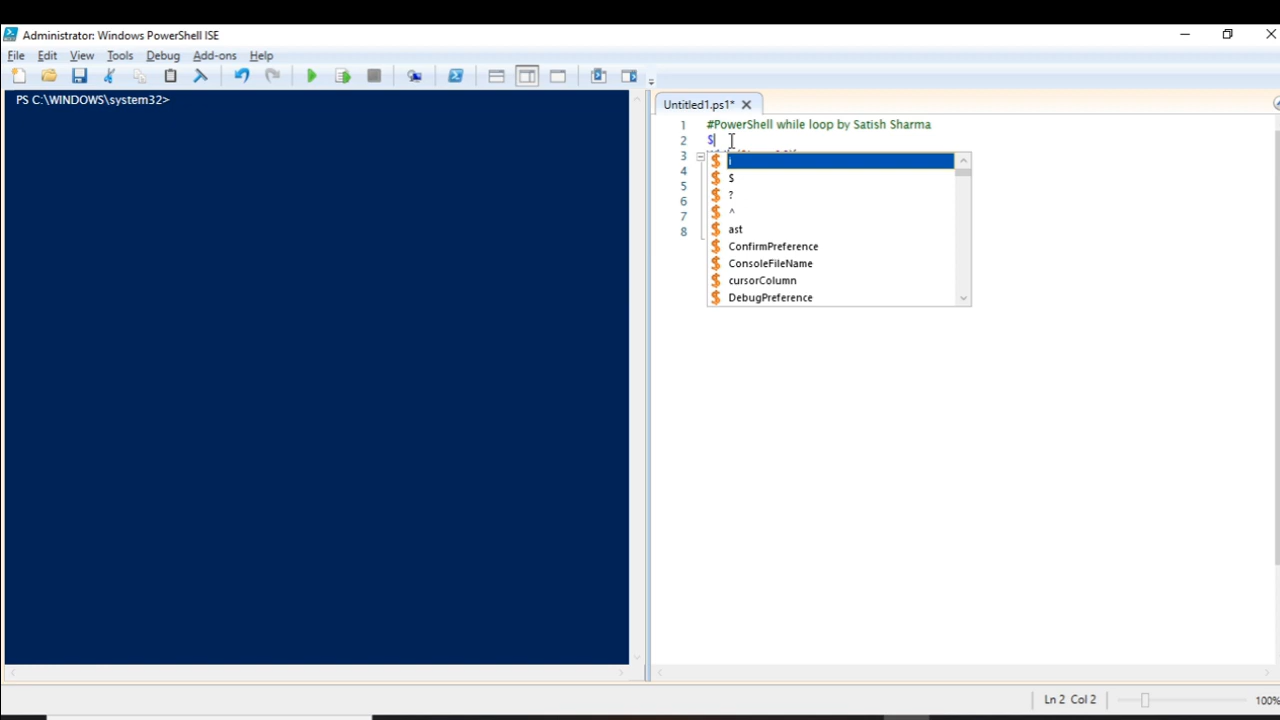 Administrator: Windows PowerShell ISE
File Edit View Tools Debug Add-ons Help
PS C:\WINDOWS\system32>
Untitled1.ps1*
1 #PowerShell while loop by Satish Sharma
2 $
3
4
5
6
7
8
i
$
?
^
ast
ConfirmPreference
ConsoleFileName
cursorColumn
DebugPreference
Ln 2 Col 2
100%